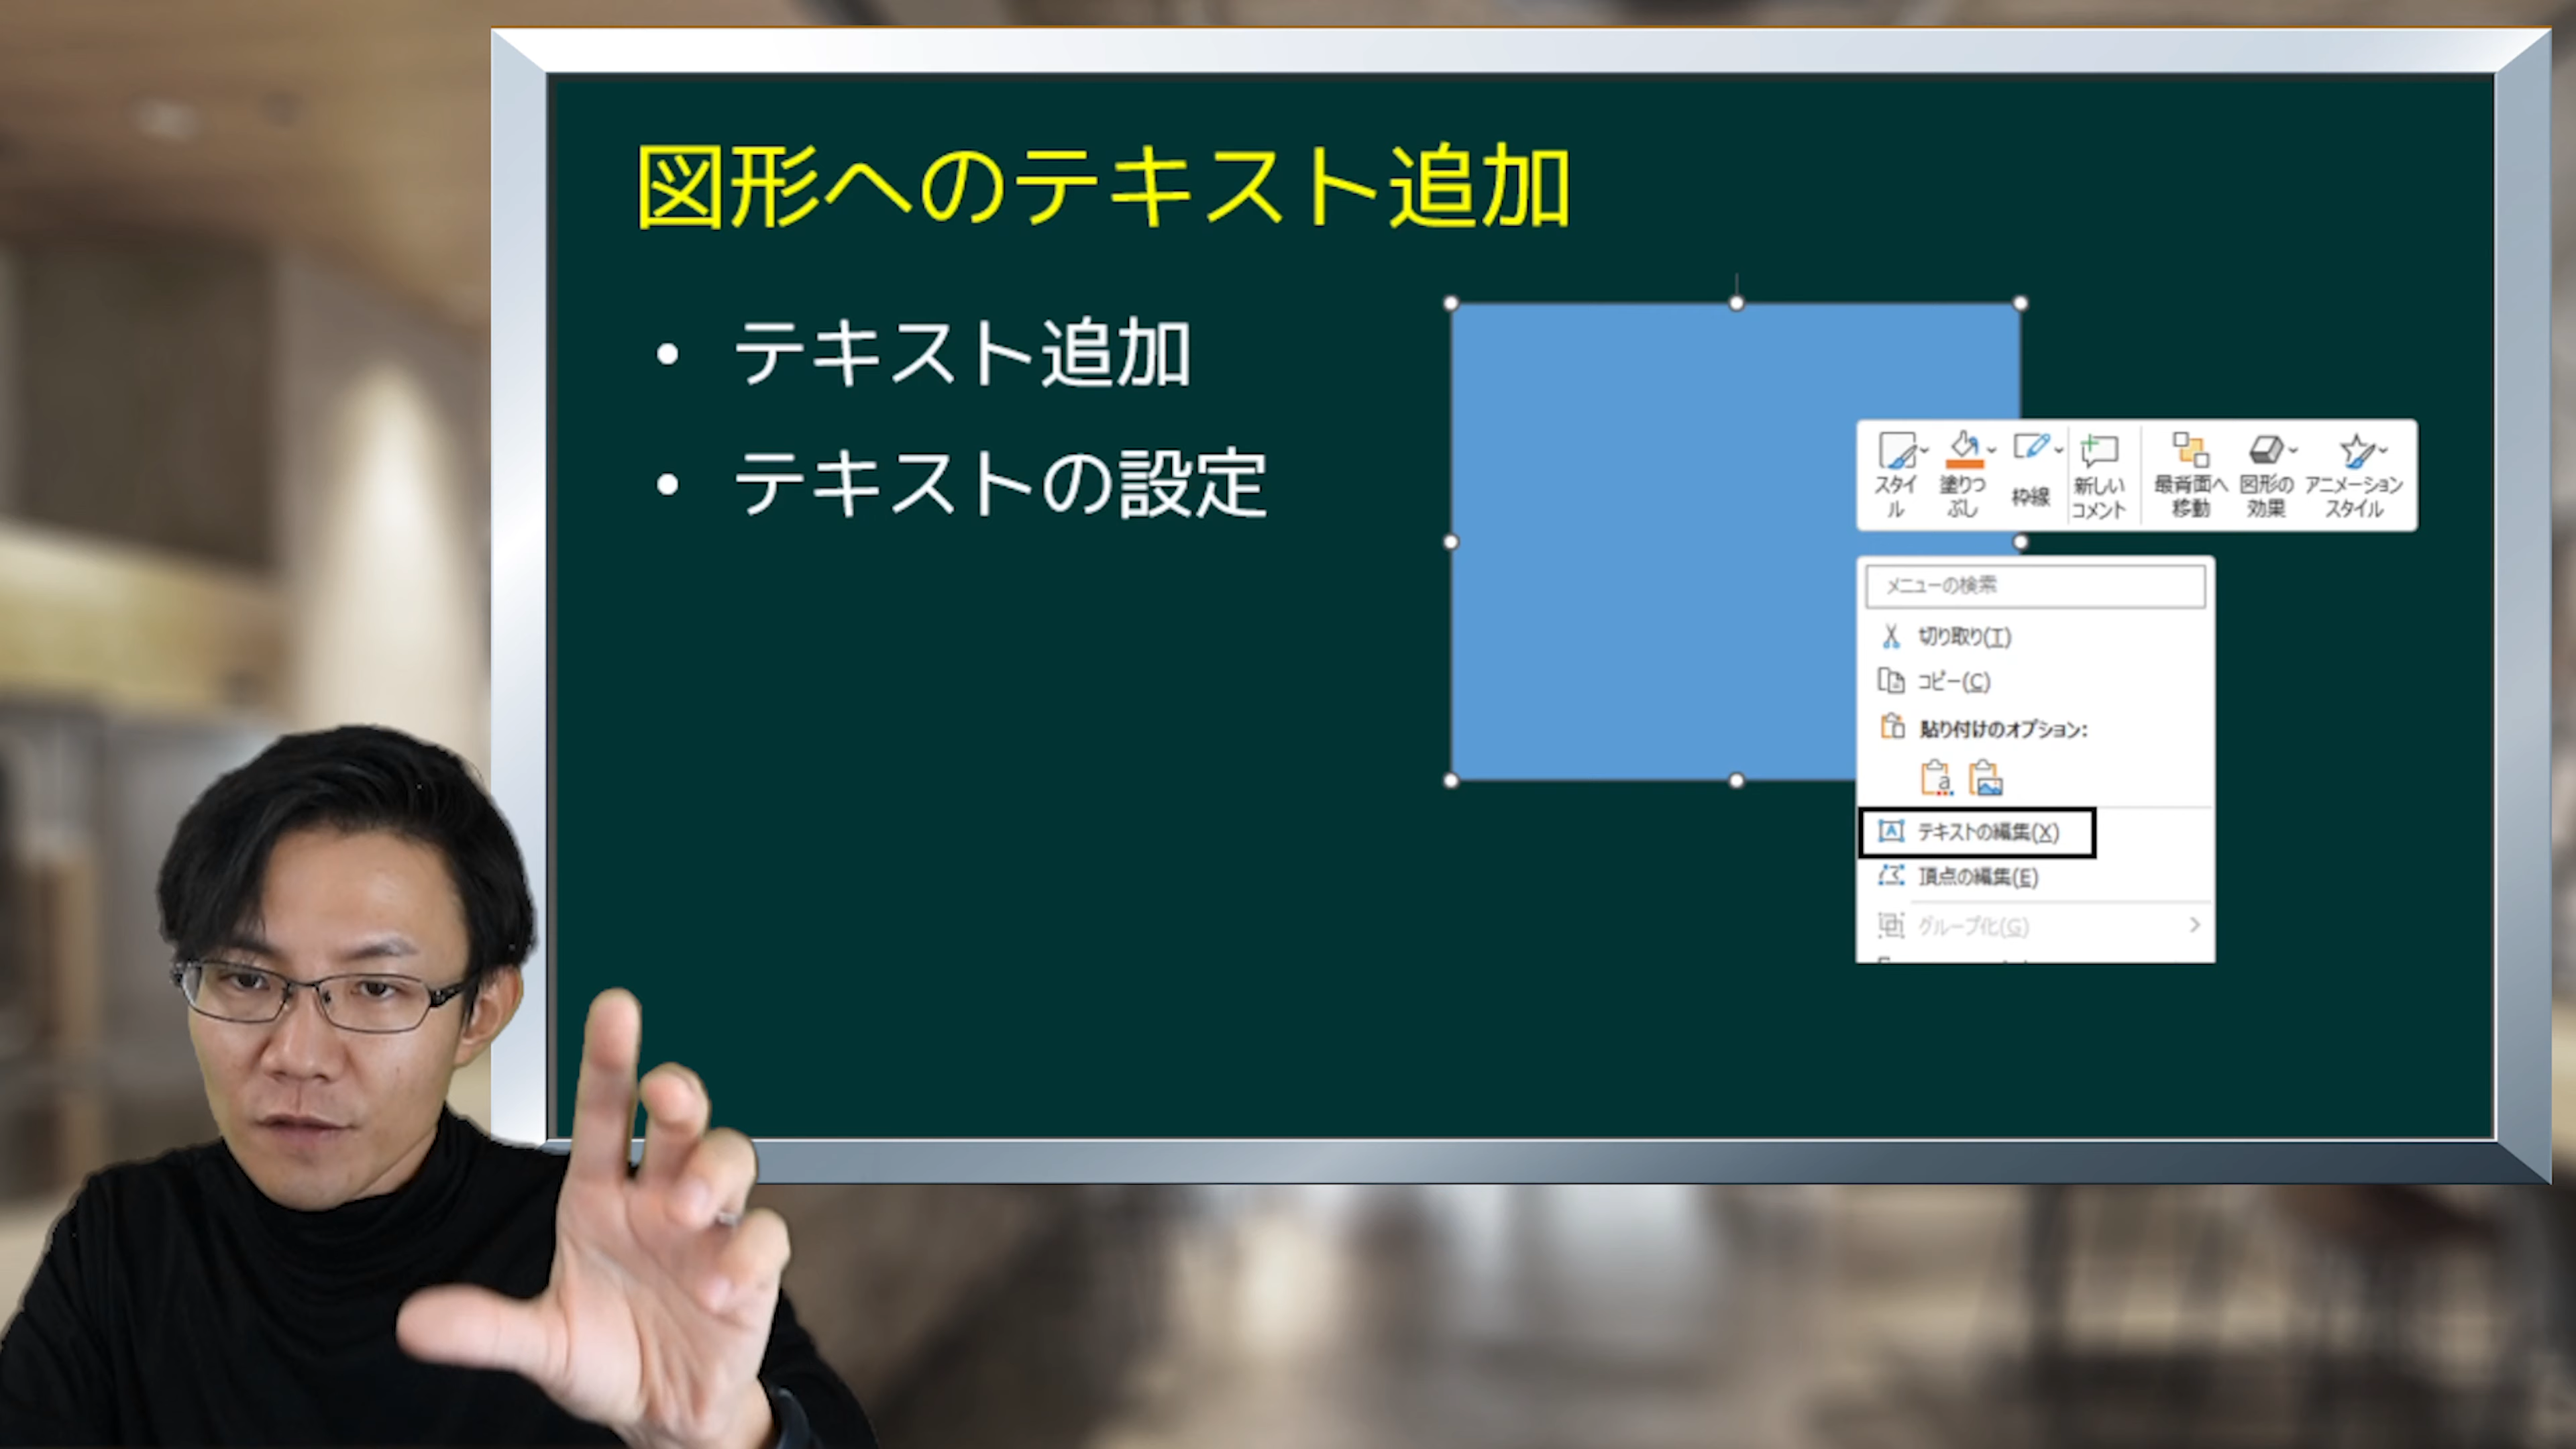 図形へのテキスト追加
• テキスト追加
• テキストの設定
スタイ
ル
塗りつ
ぶし
枠線
新しい
コメント
最背面へ
移動
図形の
効果
アニメーション
スタイル
メニューの検索
切り取り(T)
コピー(C)
貼り付けのオプション:
テキストの編集(X)
頂点の編集(E)
グループ化(G)